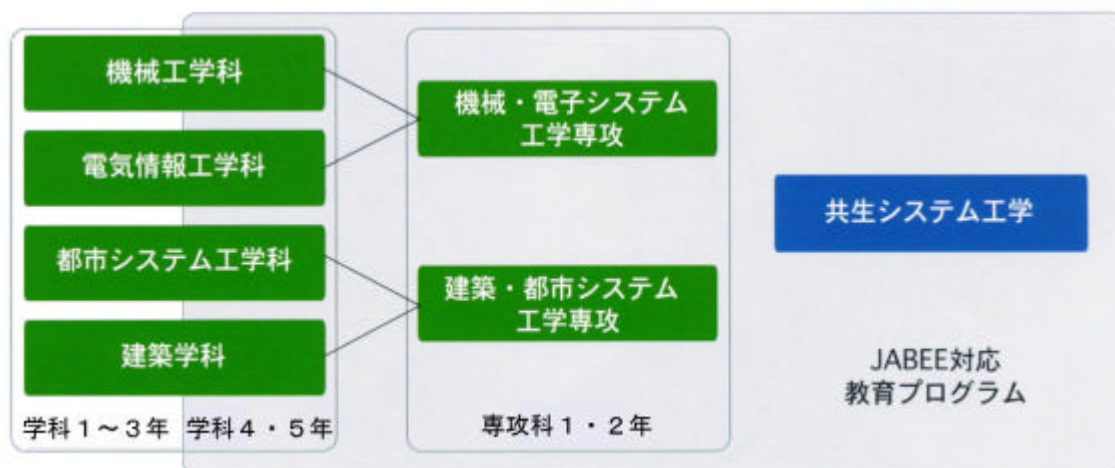 機械工学科
電気情報工学科
都市システム工学科
建築学科
学科1～3年 学科4・5年
機械・電子システム
工学専攻
建築・都市システム
工学専攻
専攻科1・2年
共生システム工学
JABEE対応
教育プログラム